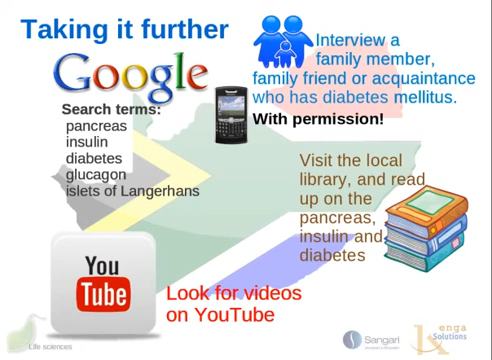 Taking it further
Google
Search terms:
pancreas
insulin
diabetes
glucagon
islets of Langerhans
Interview a
family member,
family friend or acquaintance
who has diabetes mellitus.
With permission!
Visit the local
library, and read
up on the
pancreas,
insulin and
diabetes
You
Tube
Look for videos
on YouTube
Life sciences
Sangari
enga
Solutions